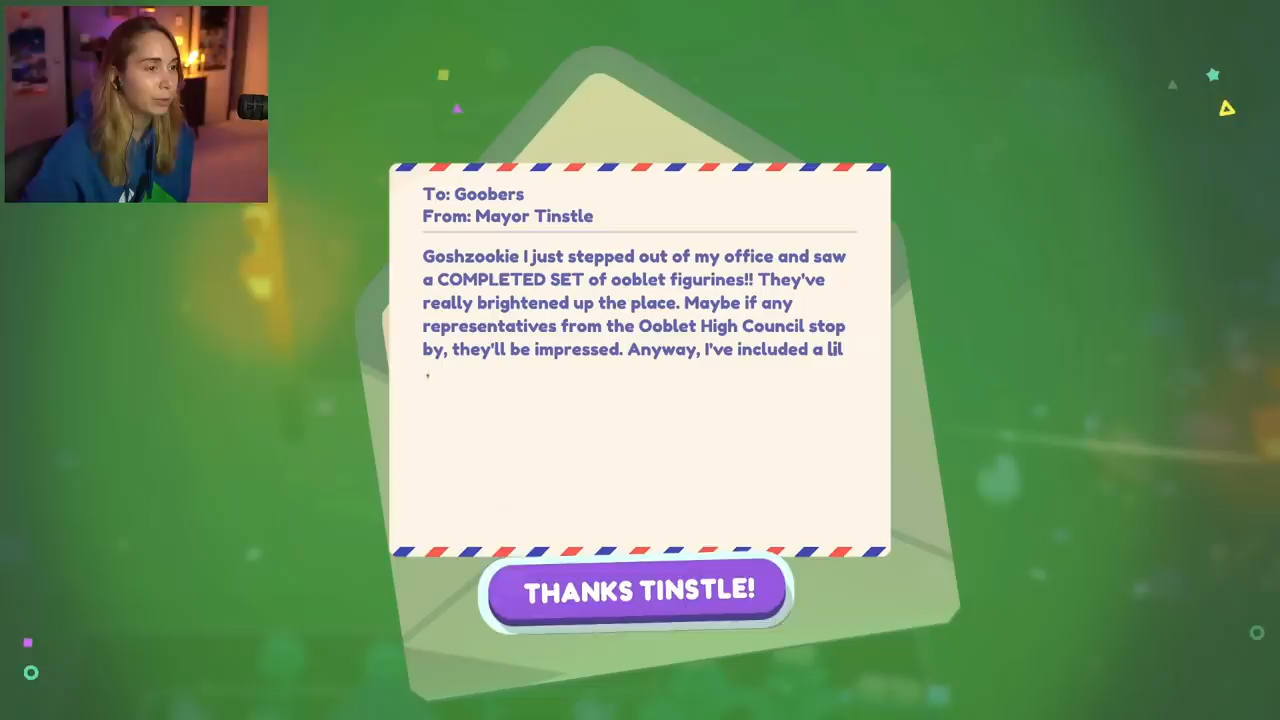 To: Goobers
From: Mayor Tinstle
Goshzookie I just stepped out of my office and saw
a COMPLETED SET of ooblet figurines!! They've
really brightened up the place. Maybe if any
representatives from the Ooblet High Council stop
by, they'll be impressed. Anyway, I've included a lil
THANKS TINSTLE!